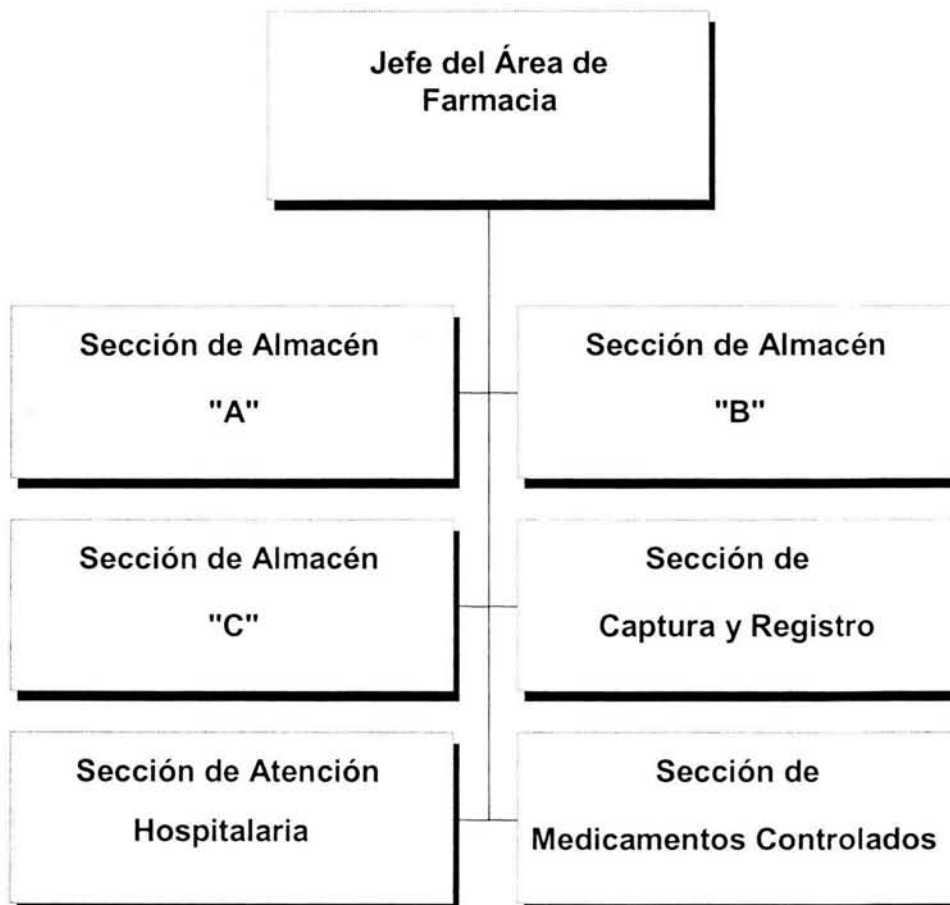 Jefe del Área de
Farmacia
Sección de Almacén
"A"
Sección de Almacén
"B"
Sección de Almacén
"C"
Sección de
Captura y Registro
Sección de Atención
Hospitalaria
Sección de
Medicamentos Controlados